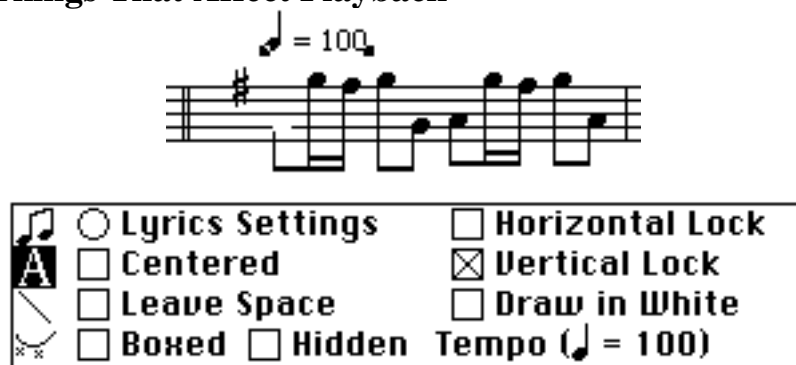 Things That Affect Playback
♩ = 100
Lyrics Settings Horizontal Lock
A Centered Vertical Lock
Leave Space Draw in White
Boxed Hidden Tempo (♩ = 100)